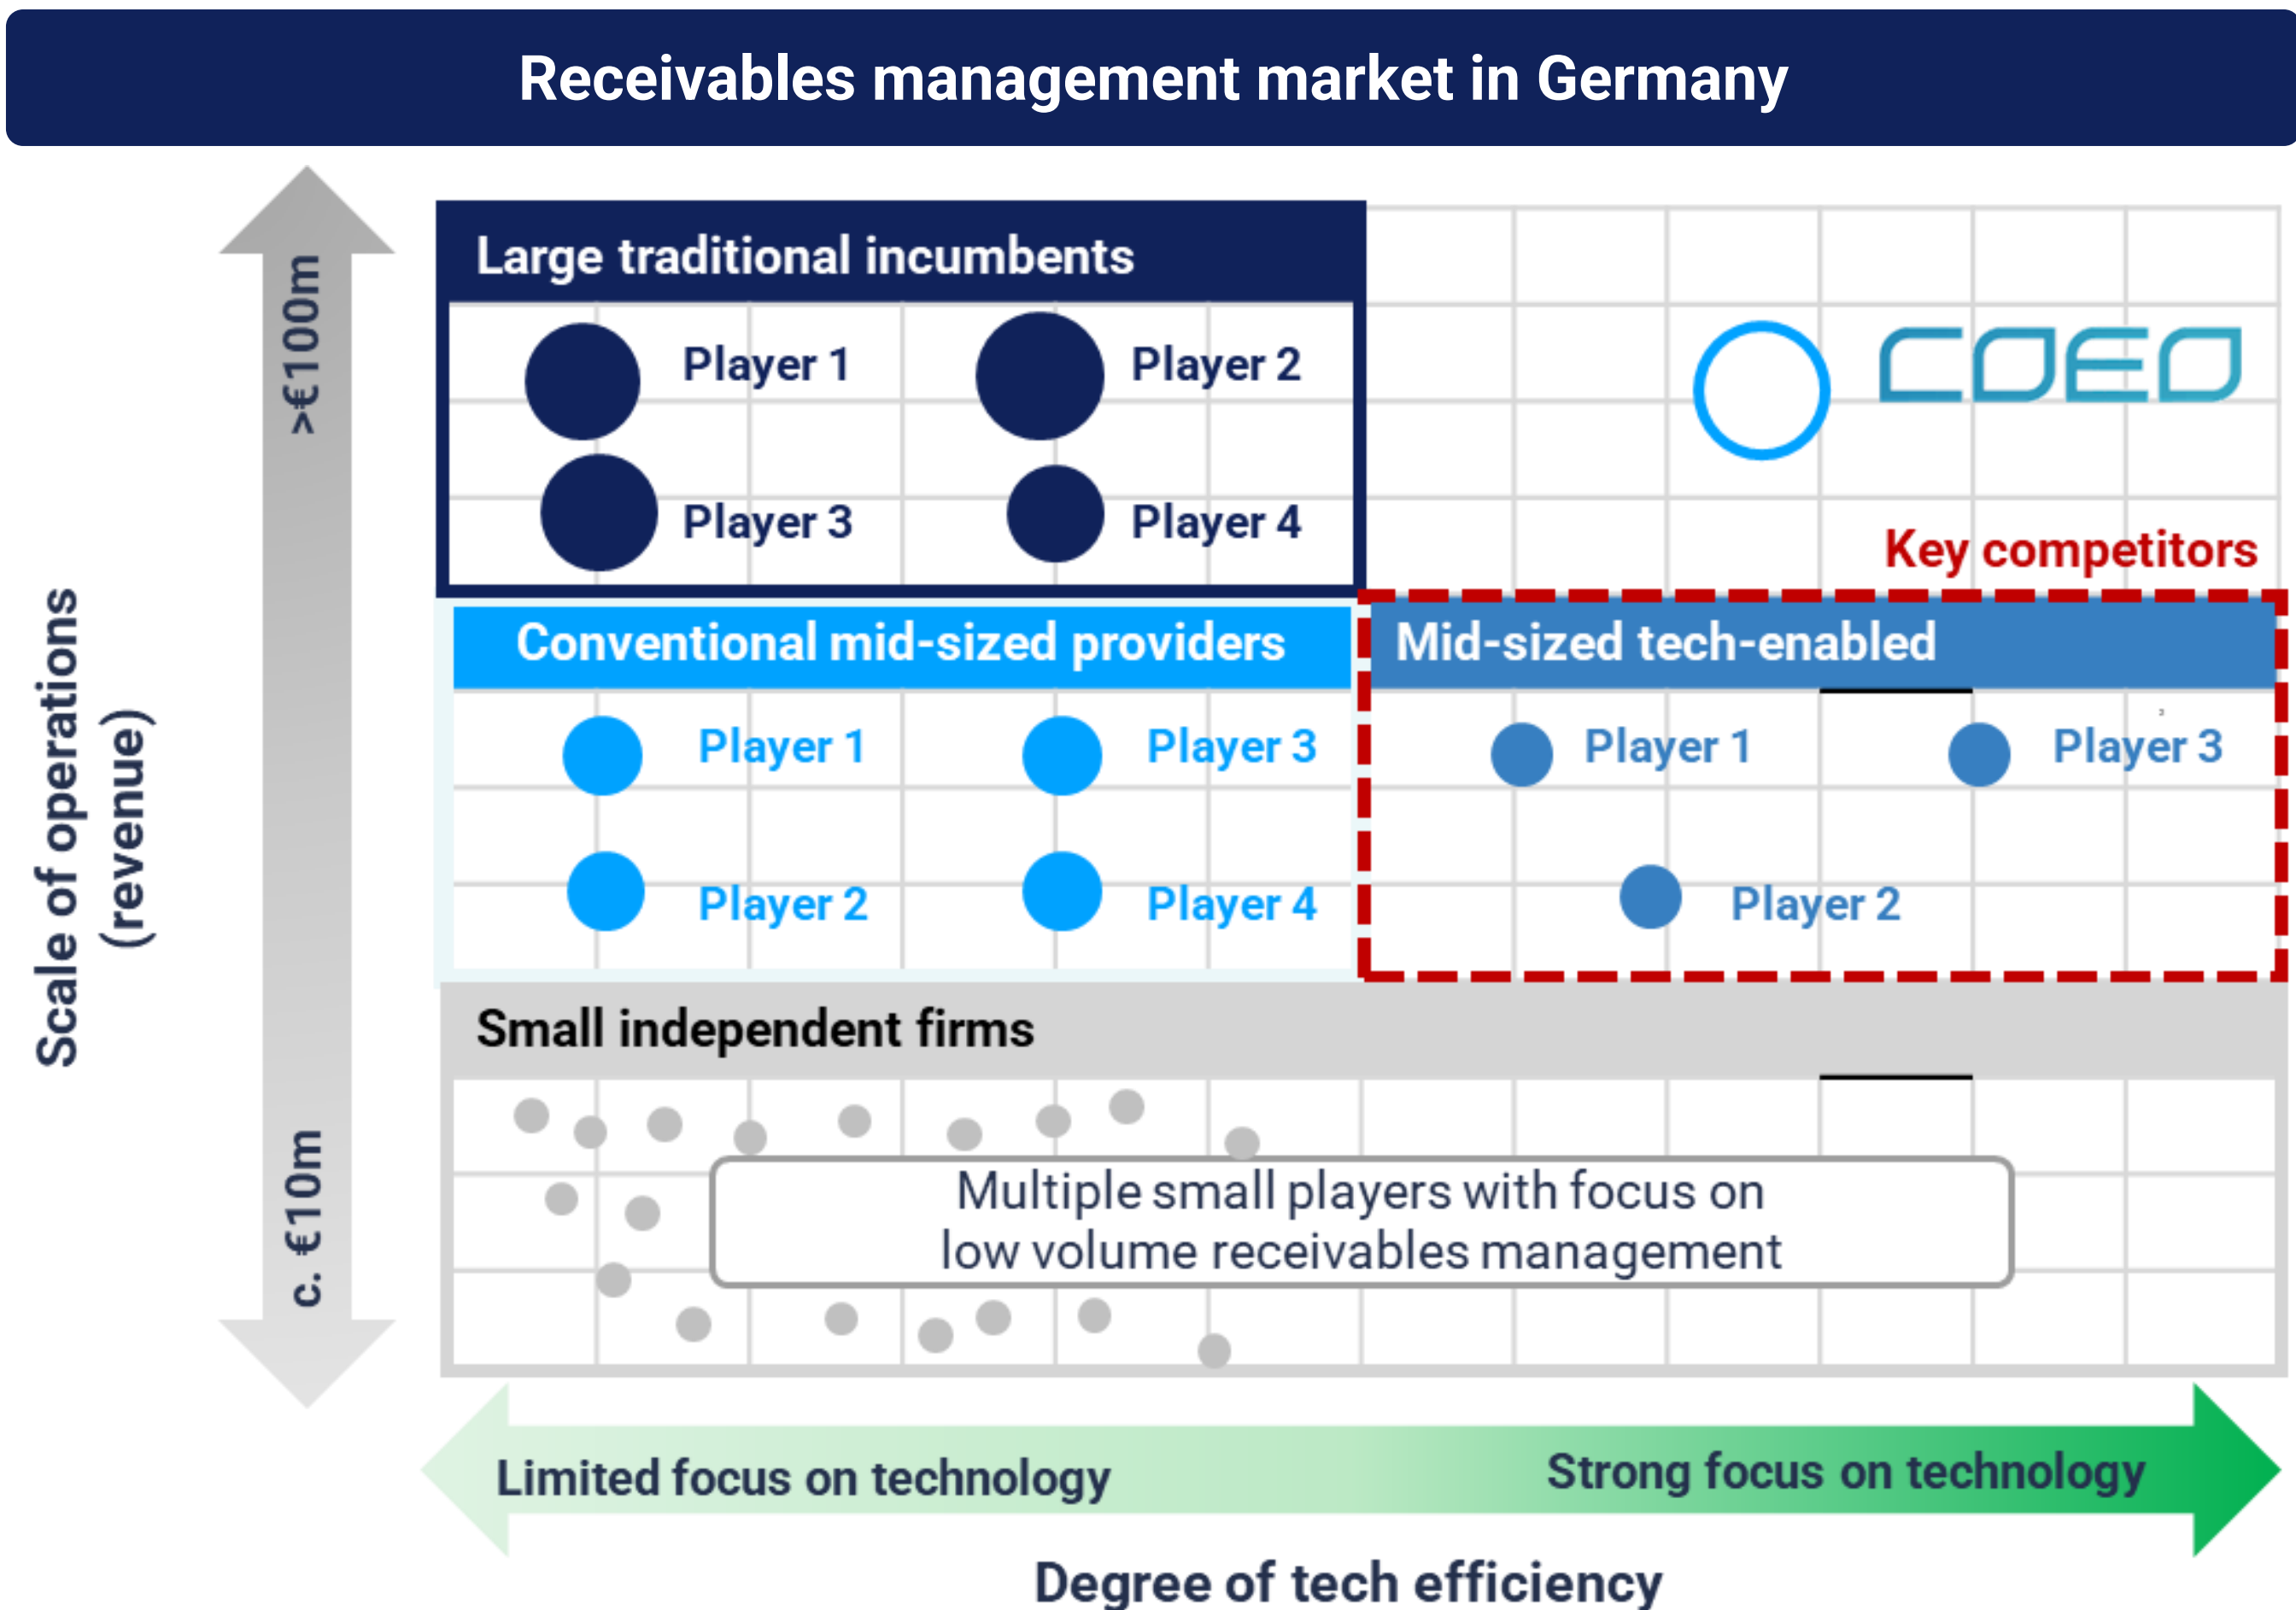 Receivables management market in Germany
Scale of operations
(revenue)
>€100m
c. €10m
Large traditional incumbents
Player 1
Player 2
Player 3
Player 4
COEO
Key competitors
Conventional mid-sized providers
Player 1
Player 3
Player 2
Player 4
Mid-sized tech-enabled
3
Player 1
Player 3
Player 2
Small independent firms
Multiple small players with focus on
low volume receivables management
Limited focus on technology
Strong focus on technology
Degree of tech efficiency